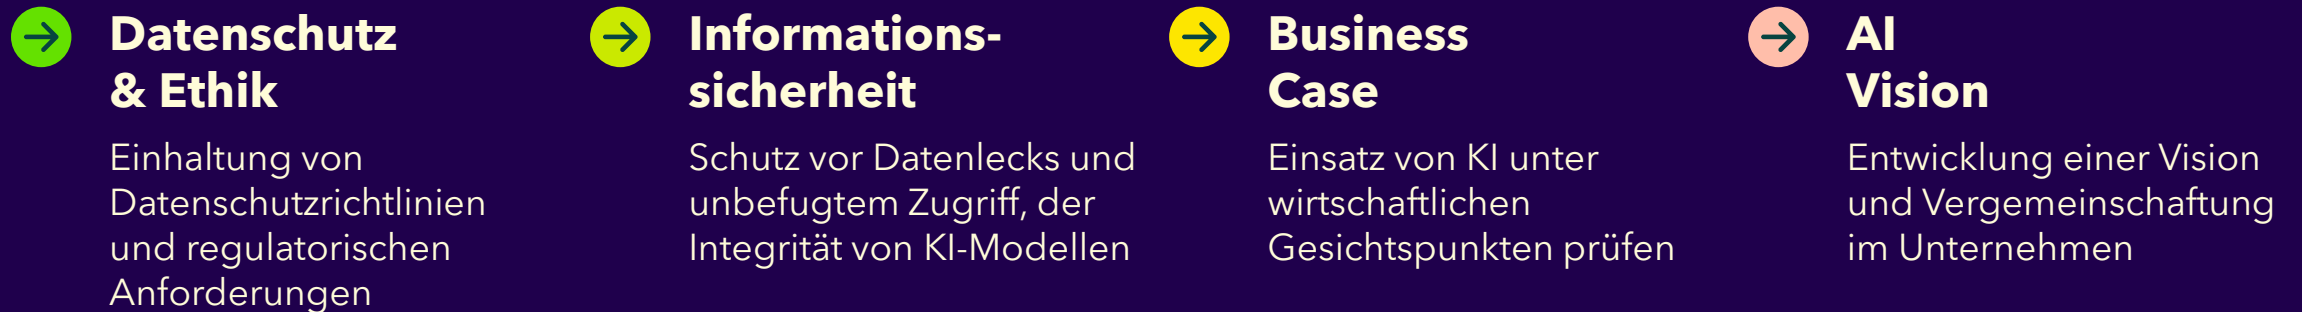 Datenschutz
& Ethik
Einhaltung von
Datenschutzrichtlinien
und regulatorischen
Anforderungen
Informations-
sicherheit
Schutz vor Datenlecks und
unbefugtem Zugriff, der
Integrität von KI-Modellen
Business
Case
Einsatz von KI unter
wirtschaftlichen
Gesichtspunkten prüfen
AI
Vision
Entwicklung einer Vision
und Vergemeinschaftung
im Unternehmen